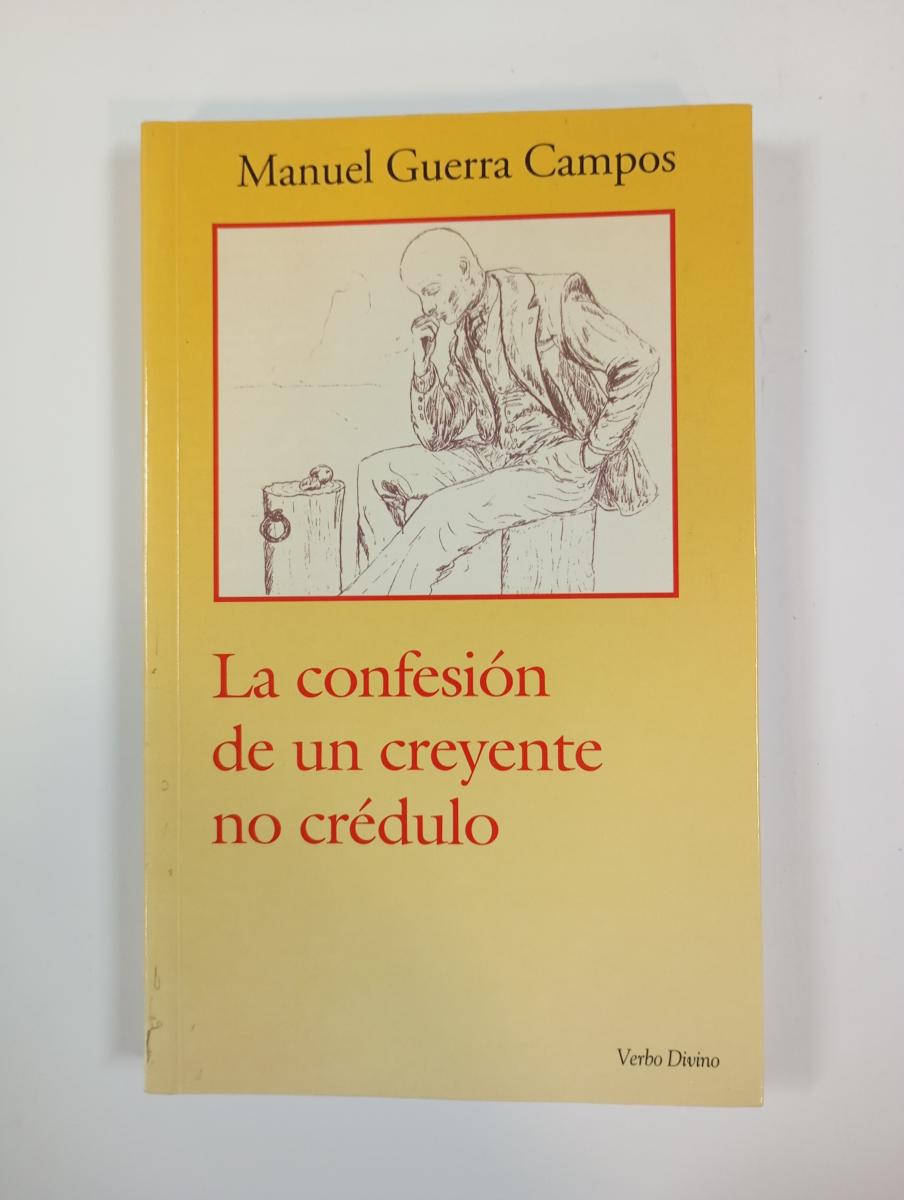 Manuel Guerra Campos
La confesión
de un creyente
no crédulo
Verbo Divino